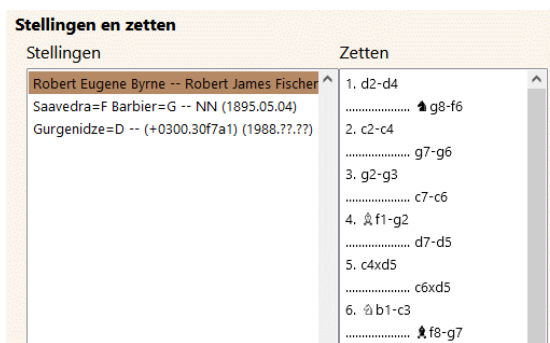 Stellingen en zetten
Stellingen
Robert Eugene Byrne -- Robert James Fischer
Saavedra=F Barbier=G -- NN (1895.05.04)
Gurgenidze=D -- (+0300.30f7a1) (1988.??.??)
Zetten
1. d2-d4
.................... ♞g8-f6
2. c2-c4
.................... g7-g6
3. g2-g3
.................... c7-c6
4. ♗f1-g2
.................... d7-d5
5. c4xd5
.................... c6xd5
6. ♘b1-c3
.................... ♝f8-g7